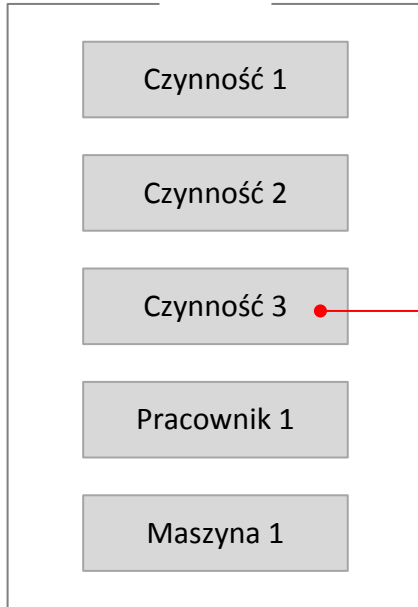 Czynność 1
Czynność 2
Czynność 3
Pracownik 1
Maszyna 1